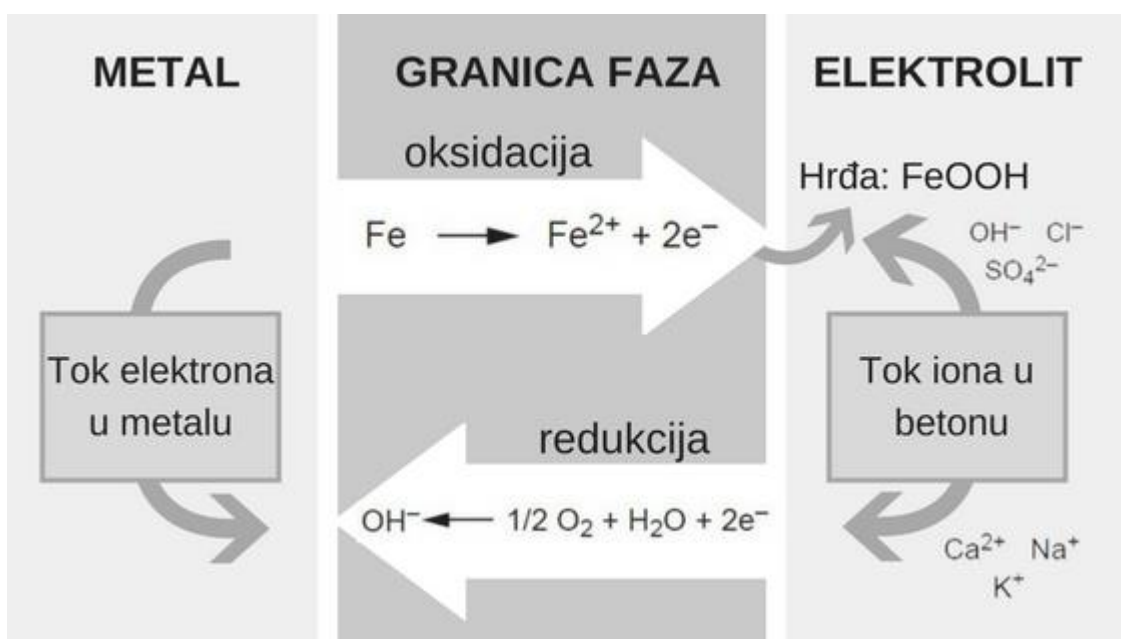 METAL
GRANICA FAZA
ELEKTROLIT
oksidacija
Fe → Fe²⁺ + 2e⁻
Hrđa: FeOOH
OH⁻ Cl⁻
SO₄²⁻
Tok elektrona
u metalu
Tok iona u
betonu
redukcija
OH⁻ ← 1/2 O₂ + H₂O + 2e⁻
Ca²⁺ Na⁺
K⁺